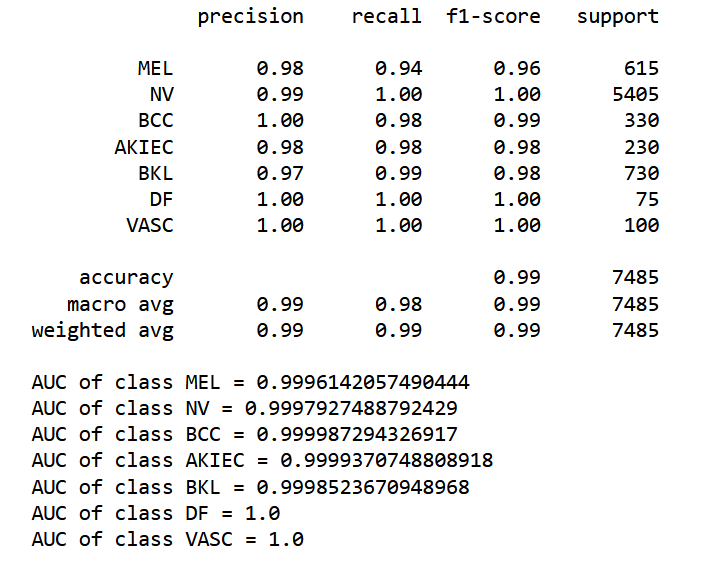 precision recall f1-score support
MEL 0.98 0.94 0.96 615
NV 0.99 1.00 1.00 5405
BCC 1.00 0.98 0.99 330
AKIEC 0.98 0.98 0.98 230
BKL 0.97 0.99 0.98 730
DF 1.00 1.00 1.00 75
VASC 1.00 1.00 1.00 100
accuracy 0.99 7485
macro avg 0.99 0.98 0.99 7485
weighted avg 0.99 0.99 0.99 7485
AUC of class MEL = 0.9996142057490444
AUC of class NV = 0.9997927488792429
AUC of class BCC = 0.999987294326917
AUC of class AKIEC = 0.9999370748808918
AUC of class BKL = 0.9998523670948968
AUC of class DF = 1.0
AUC of class VASC = 1.0